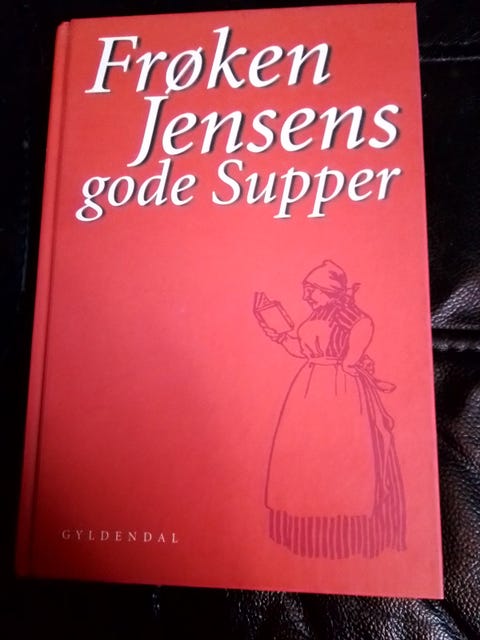 Frøken
Jensens
gode Supper
GYLDENDAL